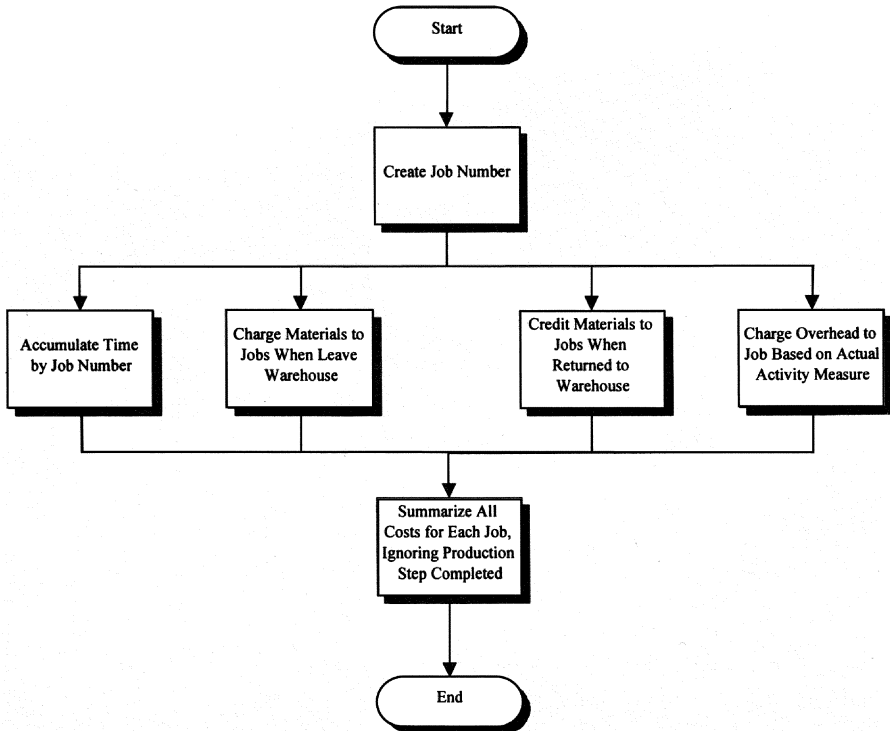 Start
Create Job Number
Accumulate Time
by Job Number
Charge Materials to
Jobs When Leave
Warehouse
Credit Materials to
Jobs When
Returned to
Warehouse
Charge Overhead to
Job Based on Actual
Activity Measure
Summarize All
Costs for Each Job,
Ignoring Production
Step Completed
End